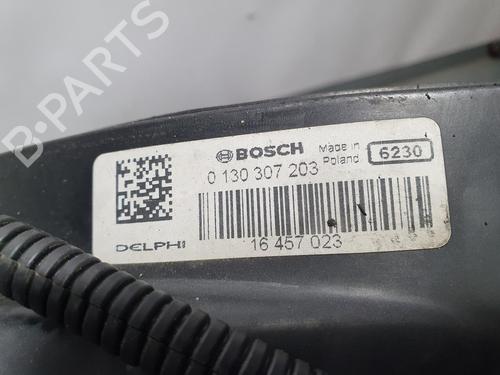 B-PARTS
BOSCH
Made in
Poland
6230
0 130 307 203
DELPHI
16 457 023